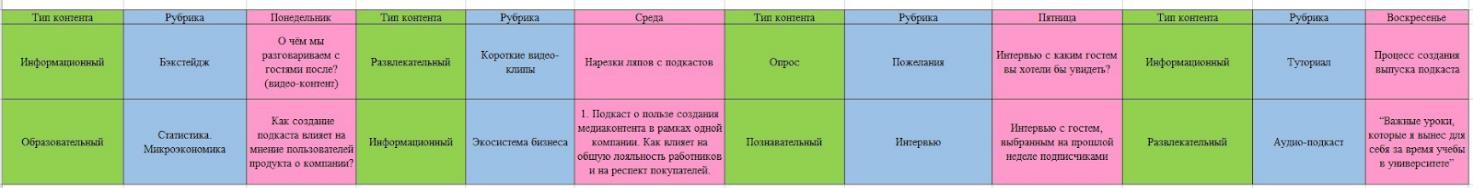 Тип контента
Рубрика
Понедельник
Тип контента
Рубрика
Среда
Тип контента
Рубрика
Пятница
Тип контента
Рубрика
Воскресенье
Информационный
Бэкстейдж
О чём мы
разговариваем с
гостями после?
(видео-контент)
Развлекательный
Короткие видео-
клипы
Нарезки ляпов с подкастов
Опрос
Пожелания
Интервью с каким гостем
вы хотели бы увидеть?
Информационный
Туториал
Процесс создания
выпуска подкаста
Образовательный
Статистика.
Микроэкономика
Как создание
подкаста влияет на
мнение пользователей
продукта о компании?
Информационный
Экосистема бизнеса
1. Подкаст о пользе создания
медиаконтента в рамках одной
компании. Как влияет на
общую лояльность работников
и на респект покупателей.
Познавательный
Интервью
Интервью с гостем,
выбранным на прошлой
неделе подписчиками
Развлекательный
Аудио-подкаст
“Важные уроки,
которые я вынес для
себя за время учебы
в университете”